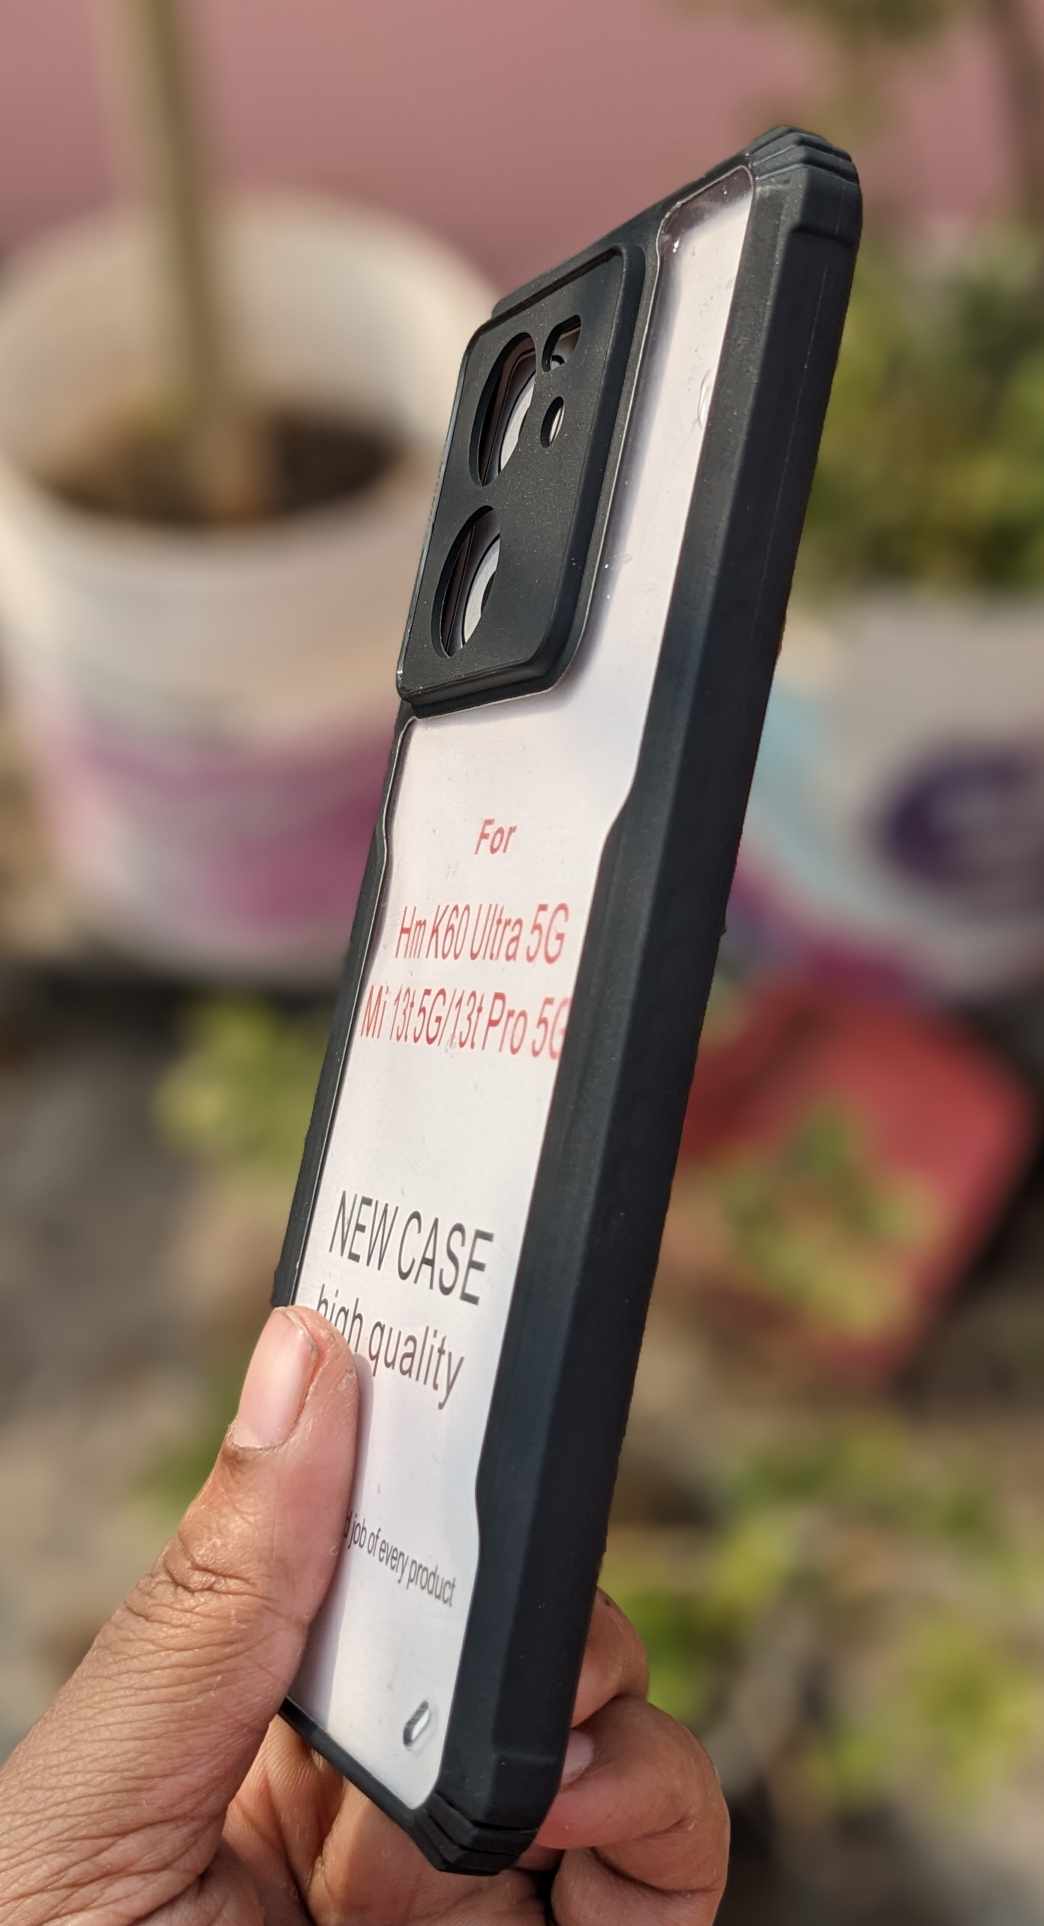 For
Hm K60 Ultra 5G
Mi 13t 5G/13t Pro 5G
NEW CASE
high quality
job of every product